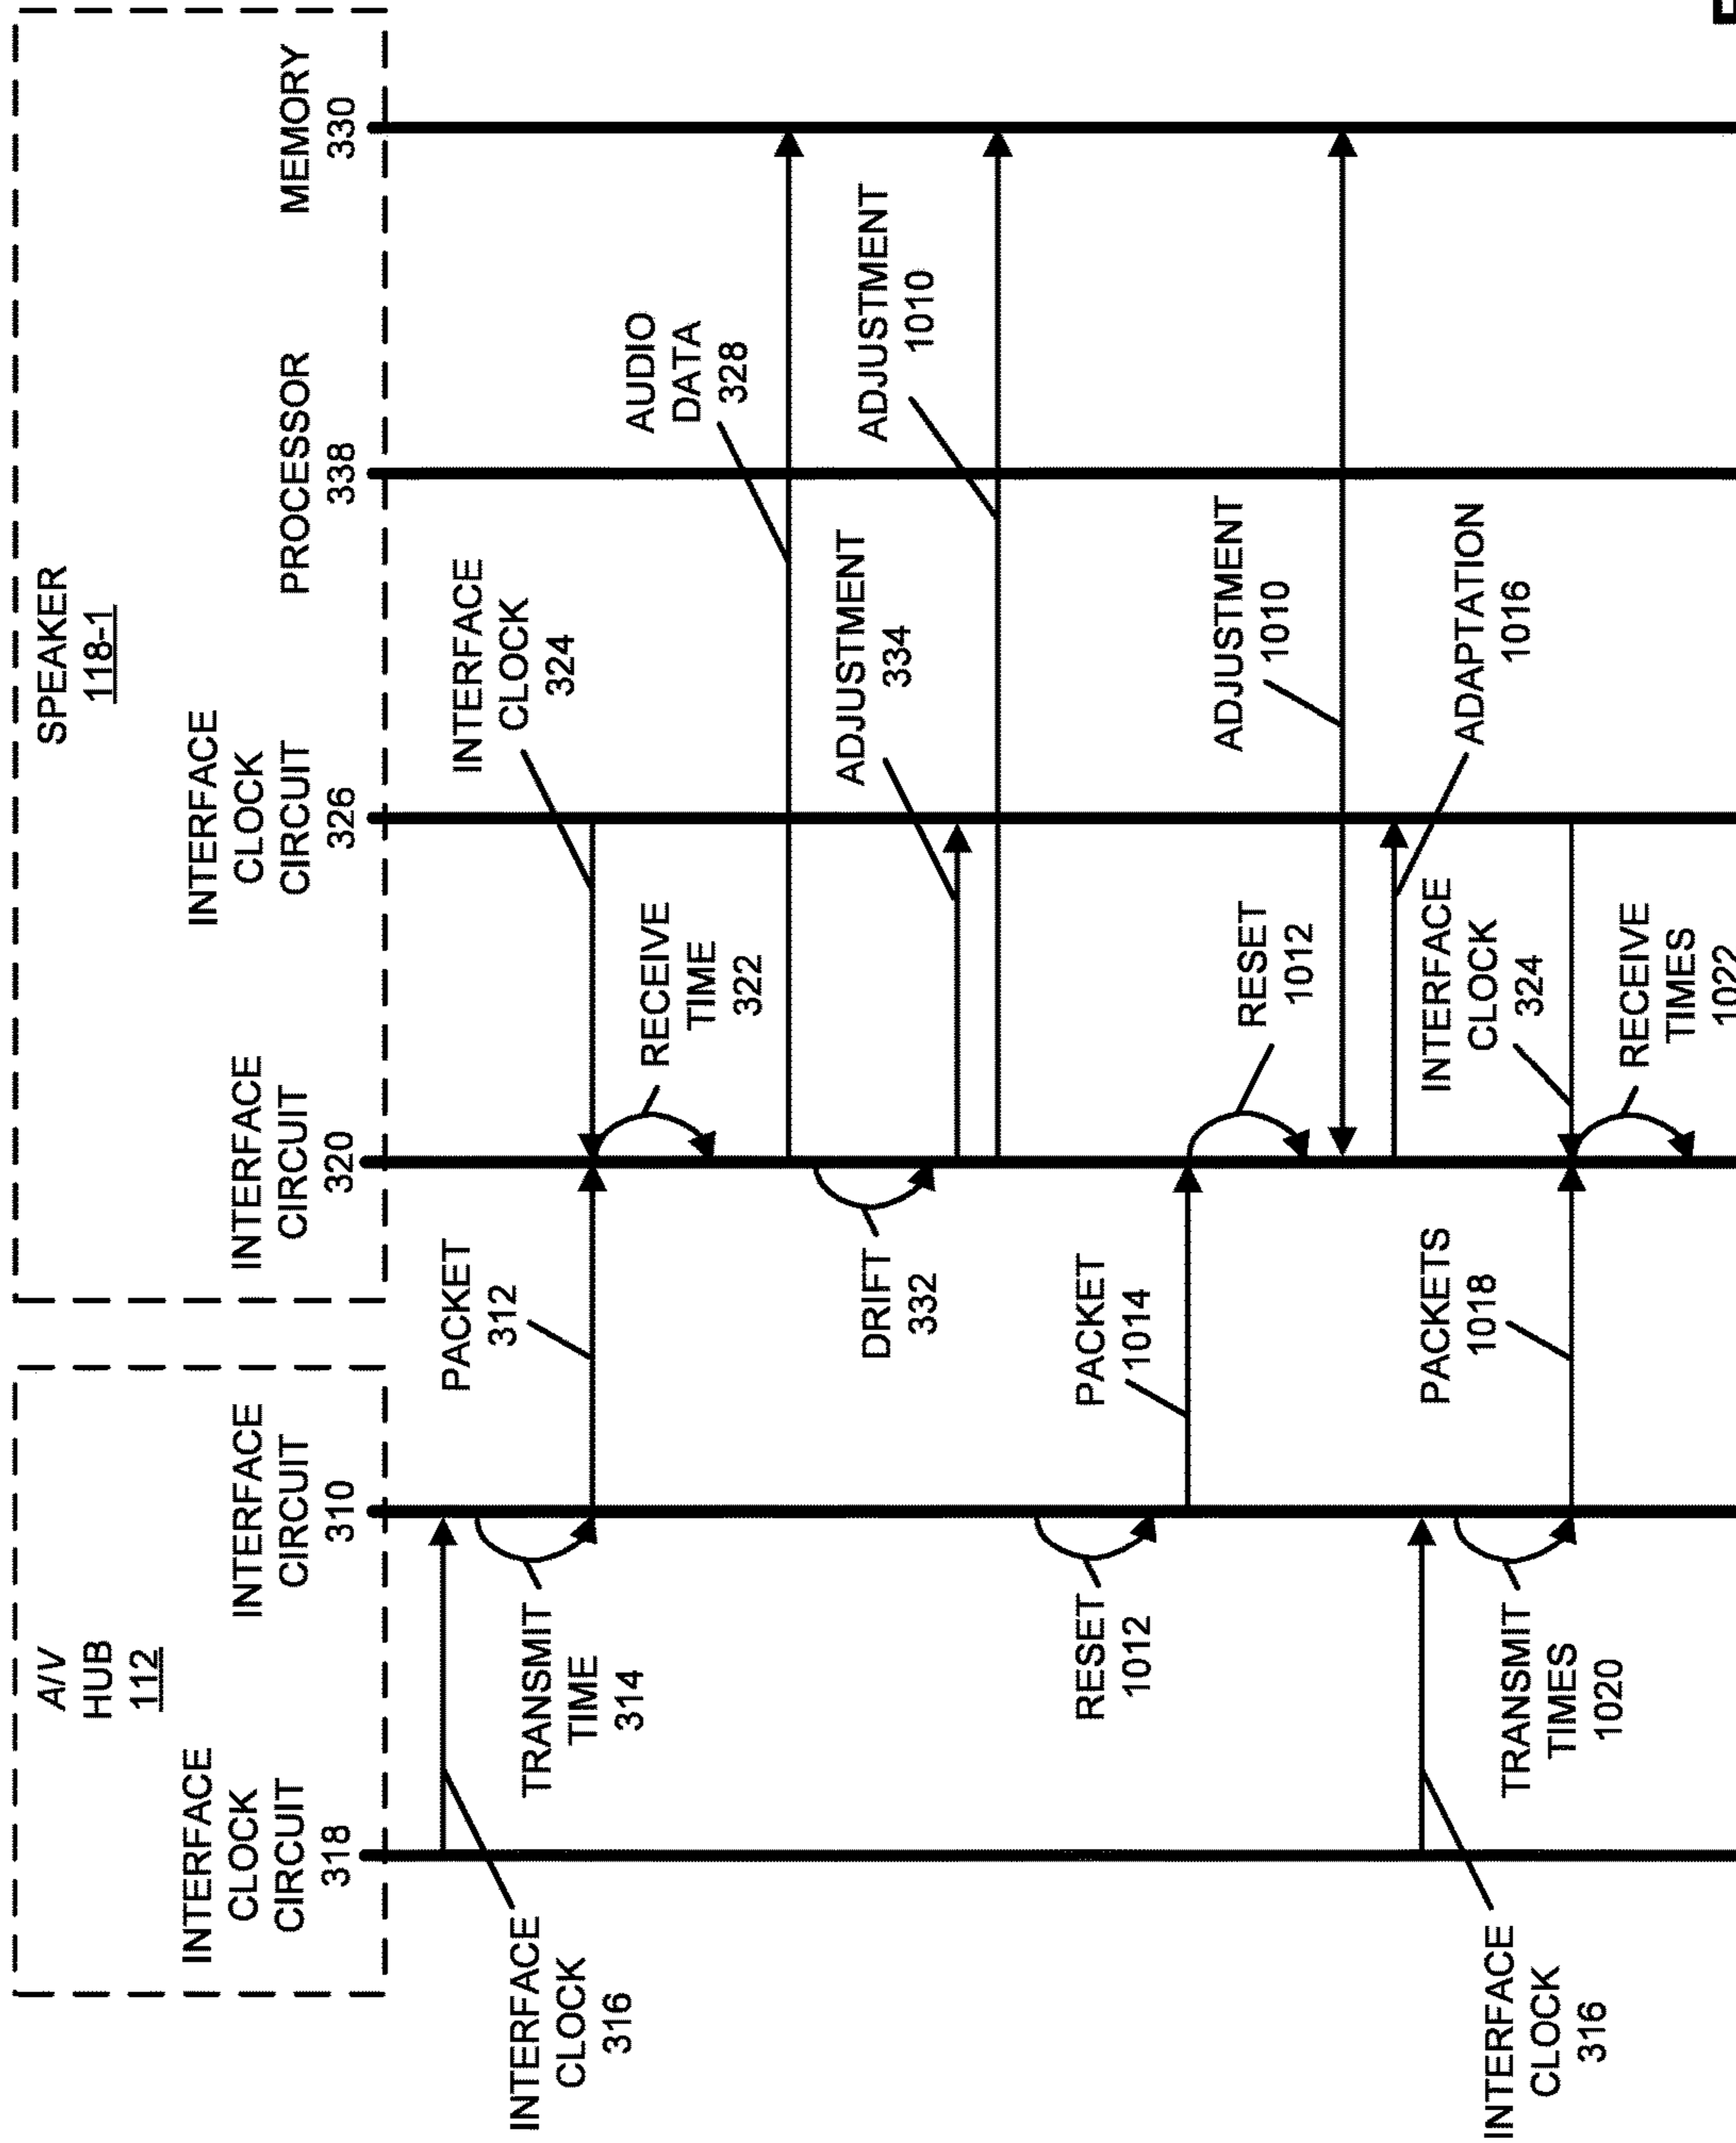 A/V
HUB
112
INTERFACE
CLOCK
CIRCUIT
318
INTERFACE
CIRCUIT
310
SPEAKER
118-1
INTERFACE
CIRCUIT
320
INTERFACE
CLOCK
CIRCUIT
326
PROCESSOR
338
MEMORY
330
INTERFACE
CLOCK
316
TRANSMIT
TIME
314
PACKET
312
INTERFACE
CLOCK
324
RECEIVE
TIME
322
AUDIO
DATA
328
DRIFT
332
ADJUSTMENT
334
ADJUSTMENT
1010
RESET
1012
PACKET
1014
RESET
1012
ADJUSTMENT
1010
ADAPTATION
1016
INTERFACE
CLOCK
316
TRANSMIT
TIMES
1020
PACKETS
1018
INTERFACE
CLOCK
324
RECEIVE
TIMES
1022